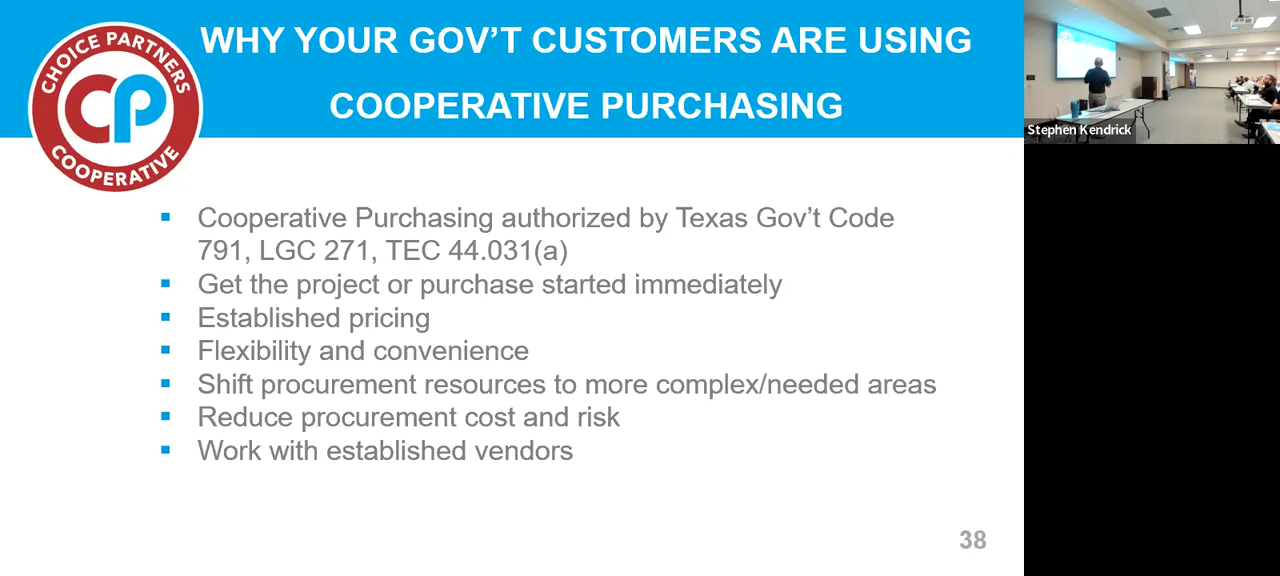 CHOICE PARTNERS
CP
COOPERATIVE
WHY YOUR GOV’T CUSTOMERS ARE USING
COOPERATIVE PURCHASING
Cooperative Purchasing authorized by Texas Gov’t Code
791, LGC 271, TEC 44.031(a)
Get the project or purchase started immediately
Established pricing
Flexibility and convenience
Shift procurement resources to more complex/needed areas
Reduce procurement cost and risk
Work with established vendors
38
Stephen Kendrick